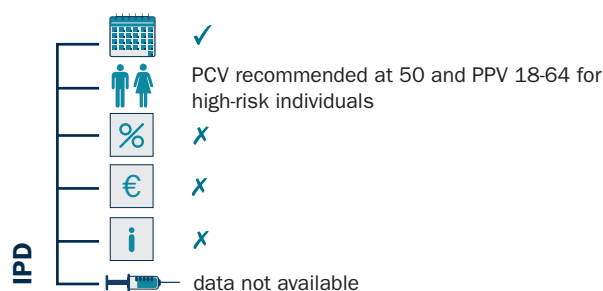 ✓
PCV recommended at 50 and PPV 18-64 for
high-risk individuals
% ✗
€ ✗
i ✗
IPD
data not available